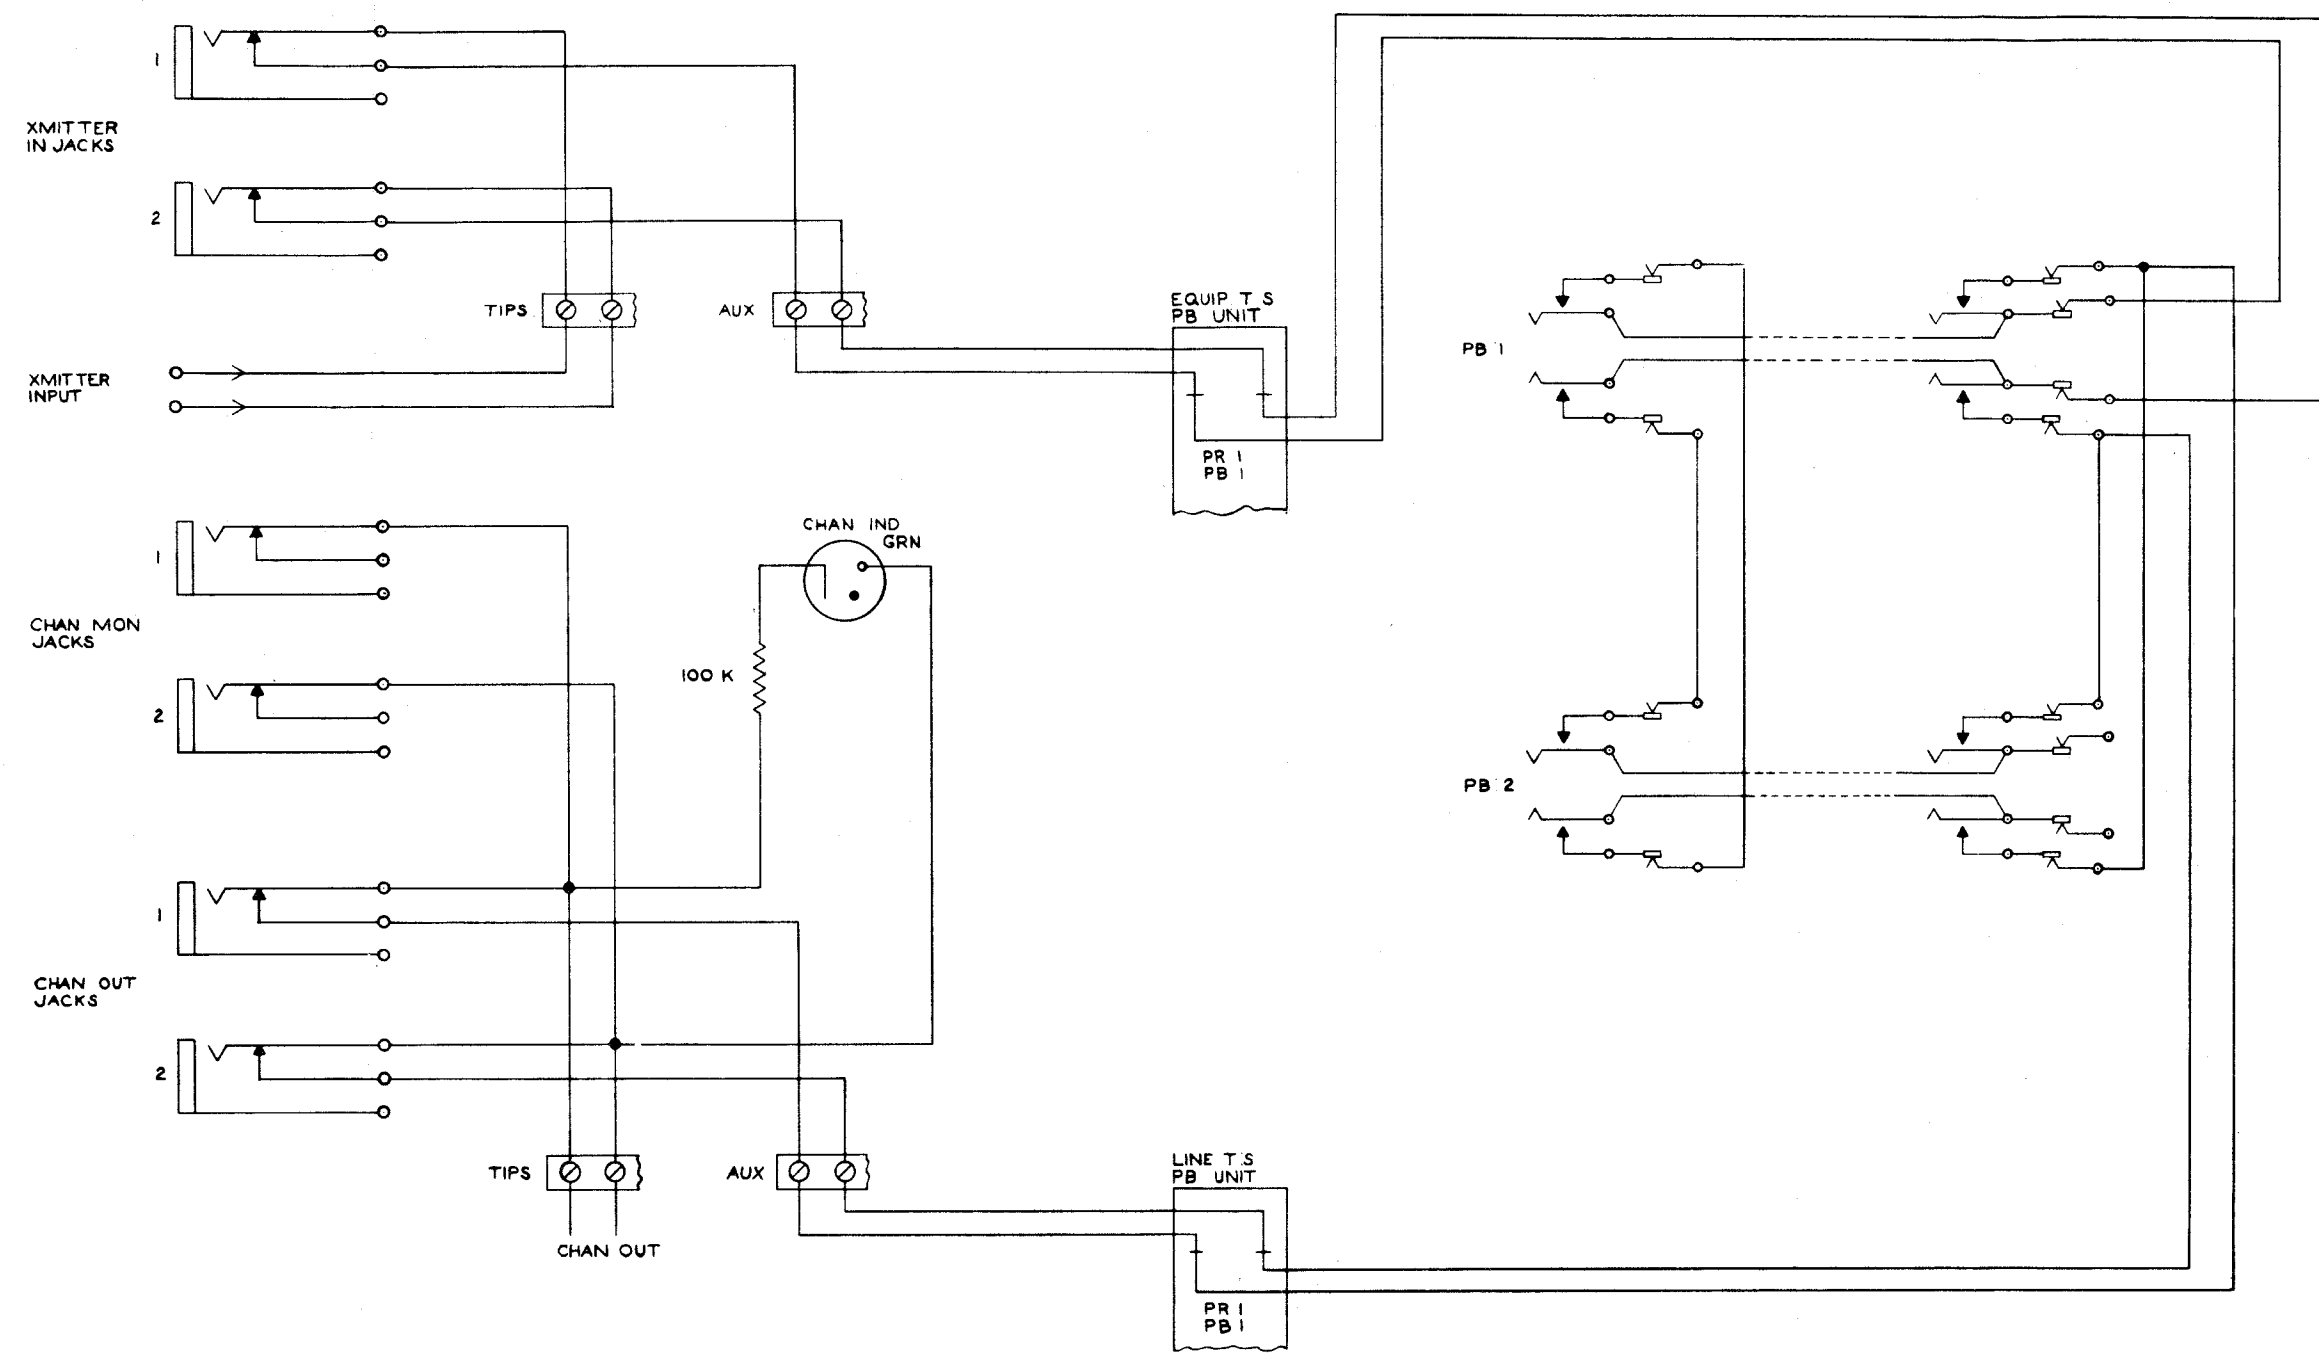 1
XMITTER
IN JACKS
2
TIPS
AUX
EQUIP T S
PB UNIT
XMITTER
INPUT
PR 1
PB 1
PB 1
CHAN IND
GRN
1
CHAN MON
JACKS
100 K
2
PB 2
1
CHAN OUT
JACKS
2
TIPS
AUX
LINE T S
PB UNIT
CHAN OUT
PR 1
PB 1